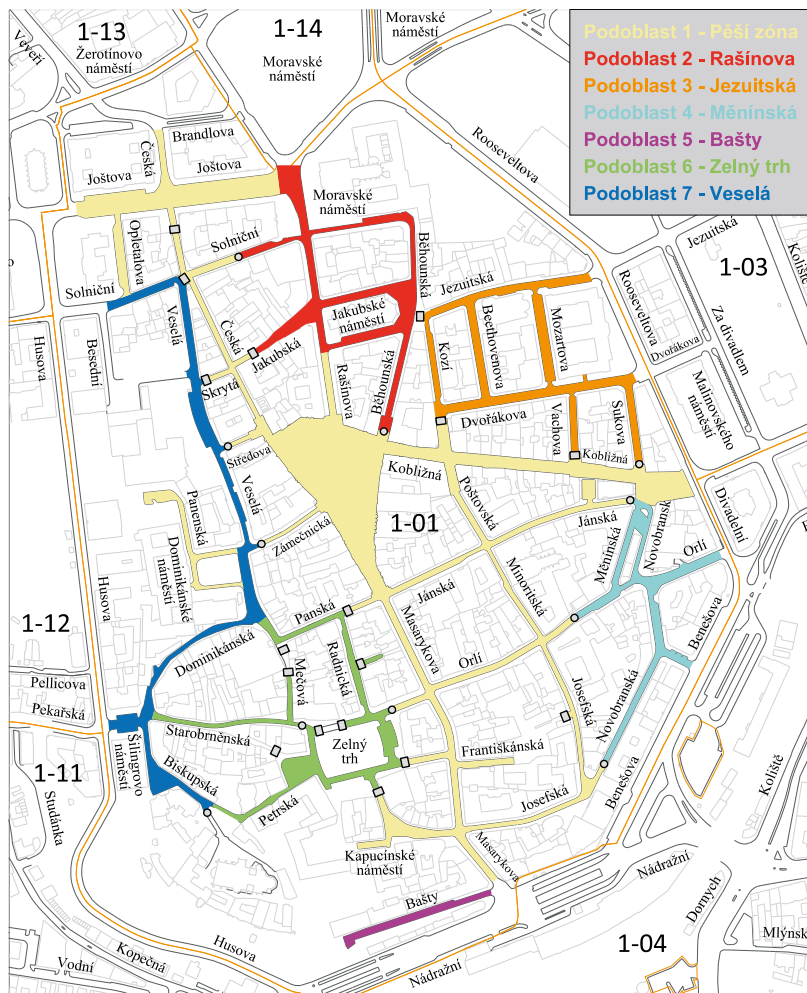 Podoblast 1 - Pěší zóna
Podoblast 2 - Rašínova
Podoblast 3 - Jezuitská
Podoblast 4 - Měnínská
Podoblast 5 - Bašty
Podoblast 6 - Zelný trh
Podoblast 7 - Veselá
Veveří
1-13
Žerotínovo
náměstí
1-14
Moravské
náměstí
Moravské
náměstí
Rooseveltova
Brandlova
Česká
Joštova
Joštova
Moravské
náměstí
Opletalova
Solniční
Běhounská
Jezuitská
Jezuitská
Koliště
1-03
Solniční
Veselá
Rooseveltova
Za divadlem
Husova
Besední
Česká
Jakubská
Jakubské
náměstí
Kozí
Beethovenova
Mozartova
Dvořákova
Skrytá
Rašínova
Běhounská
Dvořákova
Vachova
Sukova
Malinovského
náměstí
Středova
Kobližná
Kobližná
Veselá
Panenská
Poštovská
Divadelní
Zámečnická
1-01
Jánská
Měnínská
Novobransk
Orlí
Dominikánské
náměstí
Husova
1-12
Panská
Jánská
Minoritská
Masarykova
Benešova
Dominikánská
Mečová
Radnická
Orlí
Pellicova
Pekařská
Josefská
Novobranská
Starobrněnská
Zelný
trh
Františkánská
Šilingrovo
náměstí
Biskupská
1-11
Studánka
Petrská
Josefská
Benešova
Koliště
Kapucínské
náměstí
Masarykova
Nádražní
Bašty
Dornych
Husova
Mlýnsk
Kopečná
1-04
Vodní
Nádražní